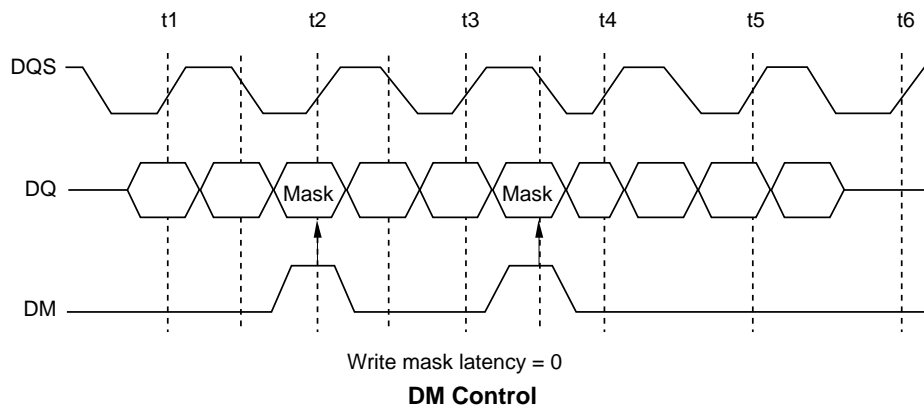 t1 t2 t3 t4 t5 t6
DQS
DQ Mask Mask
DM
Write mask latency = 0
DM Control